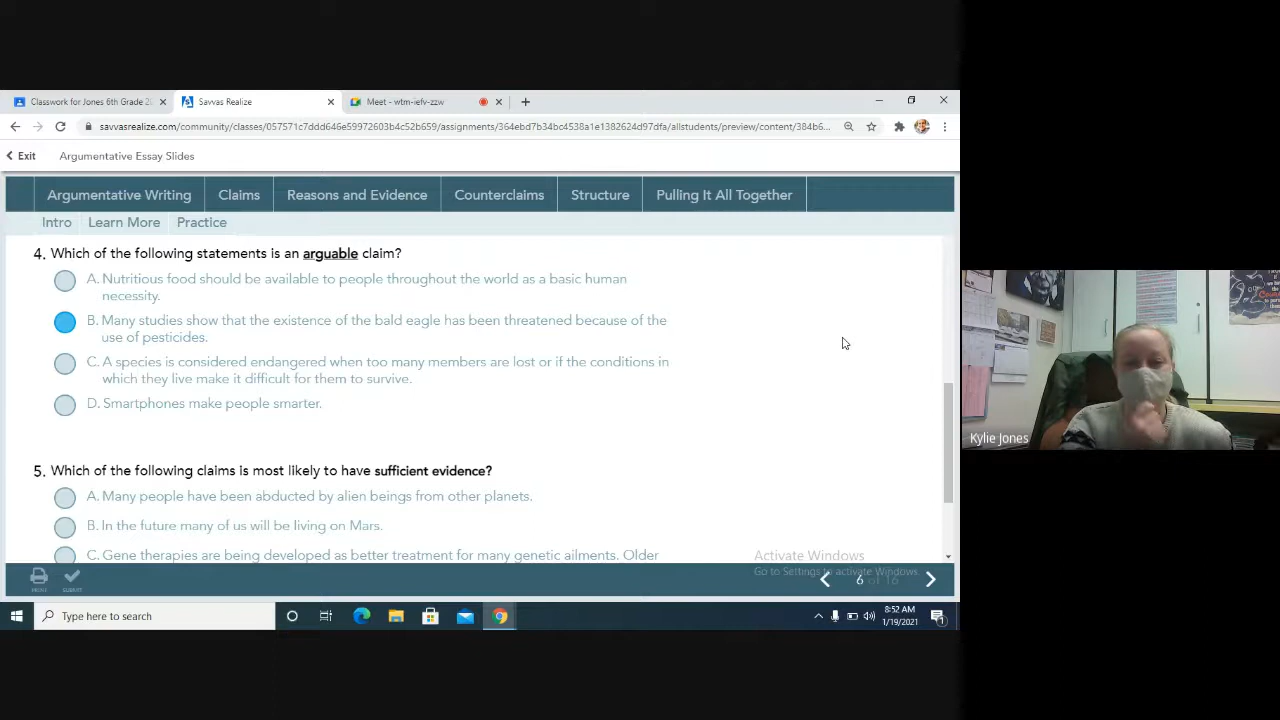 Classwork for Jones 6th Grade 2
Savvas Realize
Meet - wtm-iefv-zzw
savvasrealize.com/community/classes/057571c7ddd646e59972603b4c52b659/assignments/364ebd7b34bc4538a1e1382624d97dfa/allstudents/preview/content/384b6...
Exit
Argumentative Essay Slides
Argumentative Writing
Claims
Reasons and Evidence
Counterclaims
Structure
Pulling It All Together
Intro
Learn More
Practice
4. Which of the following statements is an arguable claim?
A. Nutritious food should be available to people throughout the world as a basic human
necessity.
B. Many studies show that the existence of the bald eagle has been threatened because of the
use of pesticides.
C. A species is considered endangered when too many members are lost or if the conditions in
which they live make it difficult for them to survive.
D. Smartphones make people smarter.
5. Which of the following claims is most likely to have sufficient evidence?
A. Many people have been abducted by alien beings from other planets.
B. In the future many of us will be living on Mars.
C. Gene therapies are being developed as better treatment for many genetic ailments. Older
Activate Windows
Go to Settings to activate Windows.
PRINT
SUBMIT
6 of 16
Type here to search
8:52 AM
1/19/2021
1
Kylie Jones